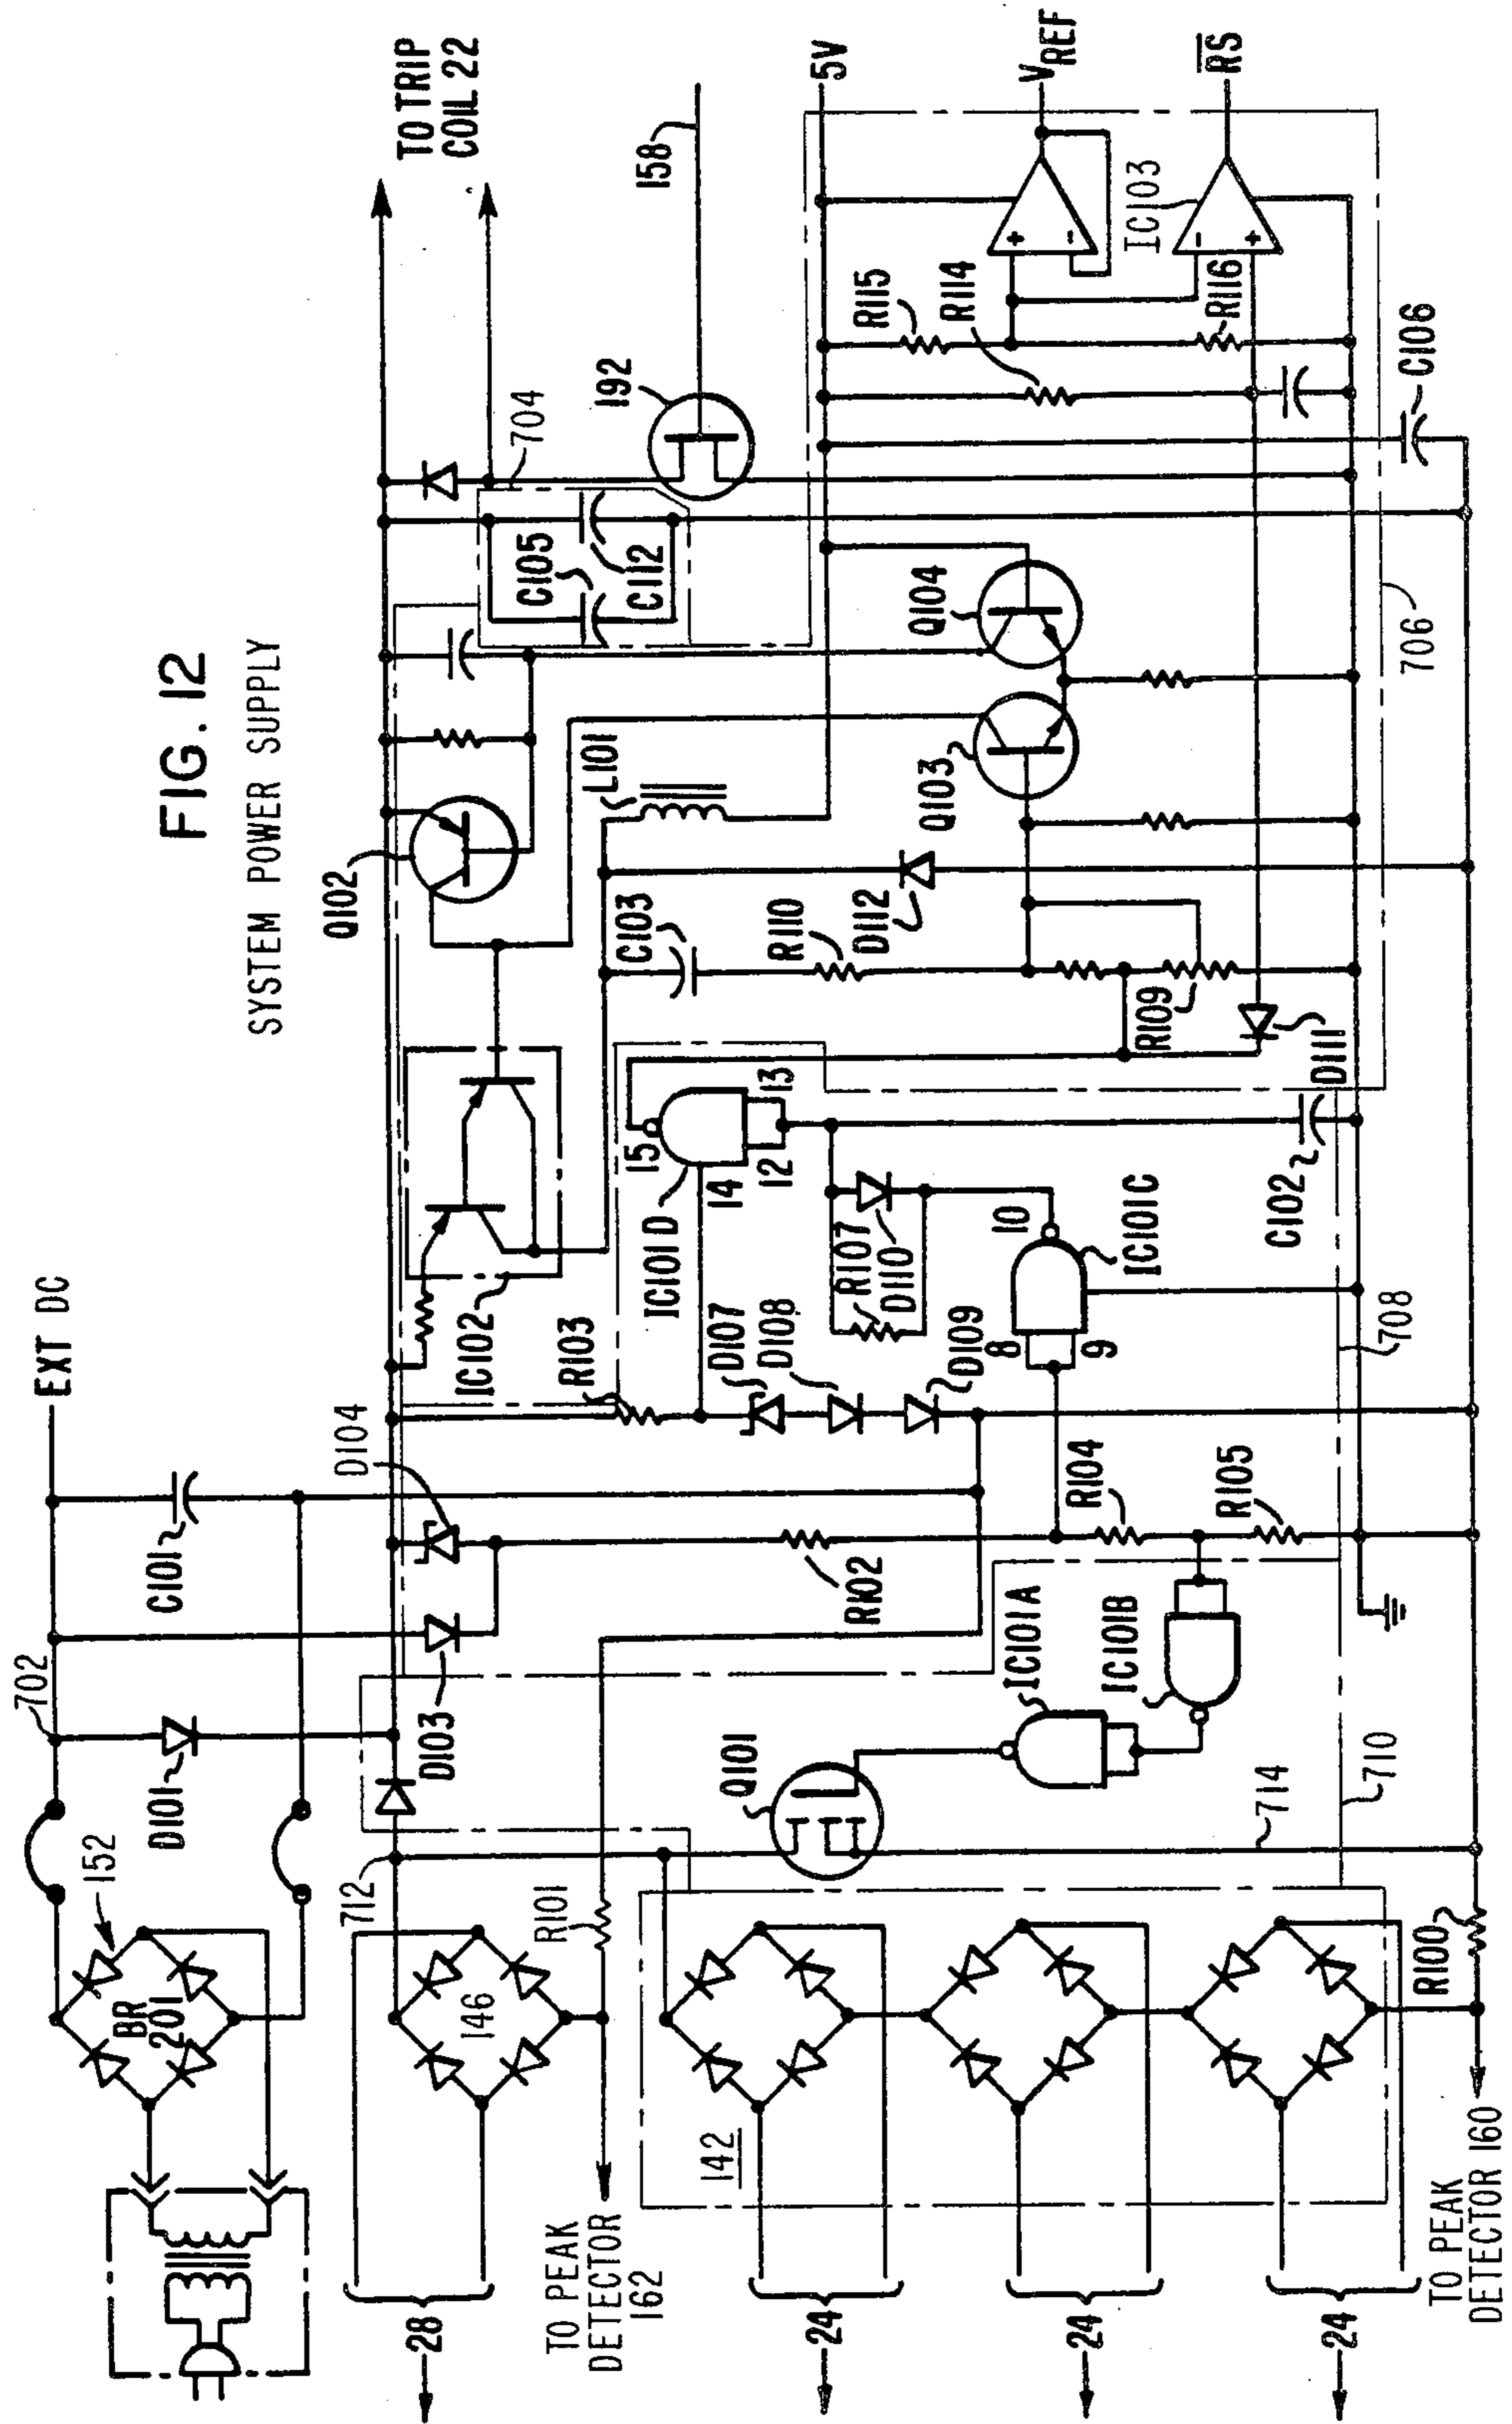 FIG. 12
SYSTEM POWER SUPPLY
EXT DC
TO TRIP
COIL 22
702
152
BR
201
D101
C101
D104
Q102
704
C105
C112
192
158
5V
VREF
RS
712
146
28
R101
TO PEAK
DETECTOR
162
D103
IC102
R103
L101
IC101D
15
14
13
12
C103
R110
D112
Q103
Q104
R115
R114
IC103
+
-
-
+
R116
C106
706
R109
D111
D107
D108
D109
R107
D110
10
IC101C
8
9
C102
708
R102
R104
R105
IC101A
IC101B
Q101
714
710
142
24
24
24
R100
TO PEAK
DETECTOR 160